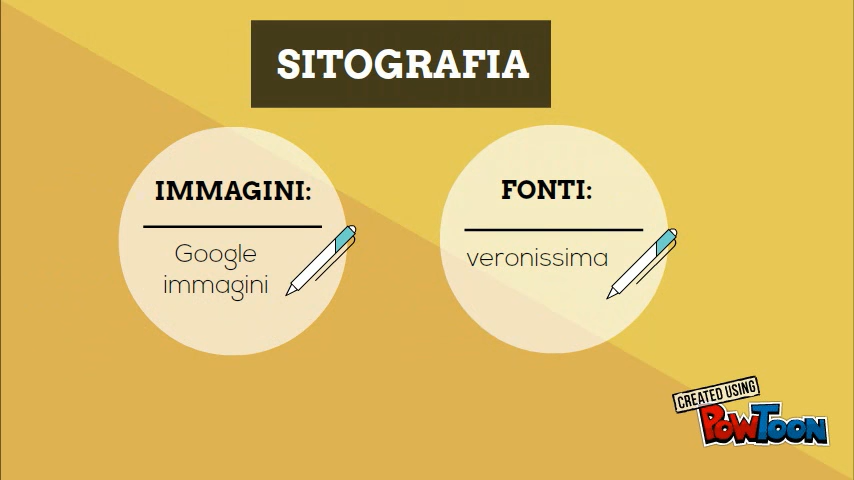 SITOGRAFIA
IMMAGINI:
Google
immagini
FONTI:
veronissima
CREATED USING
POWTOON